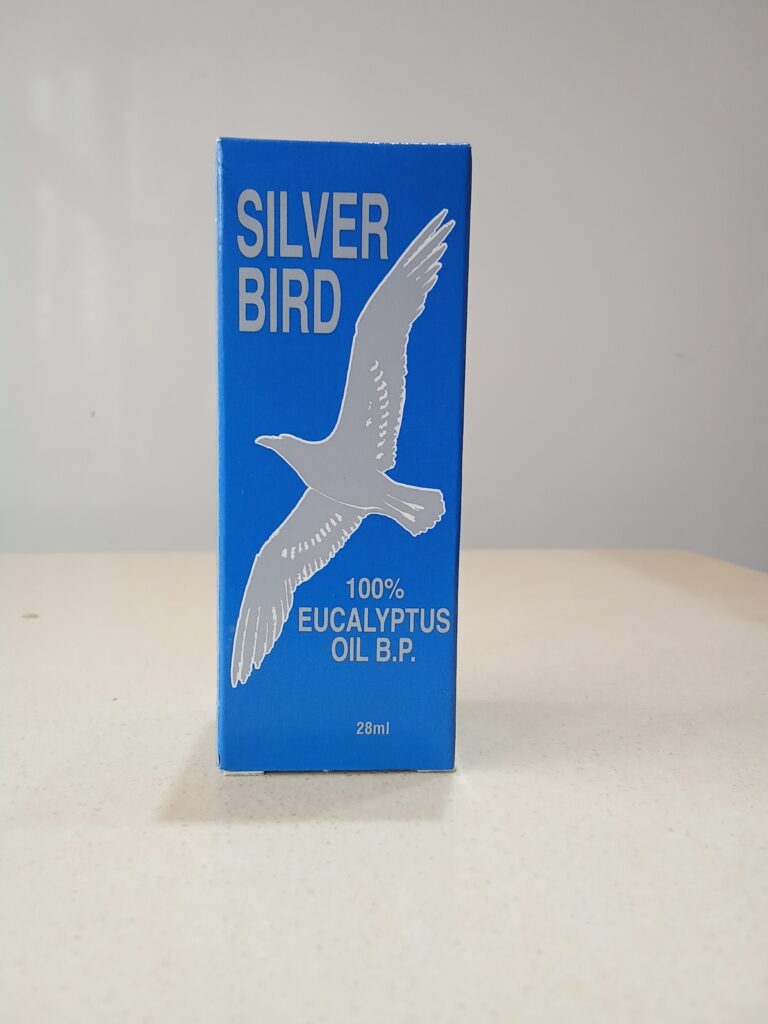 SILVER
BIRD
100%
EUCALYPTUS
OIL B.P.
28ml